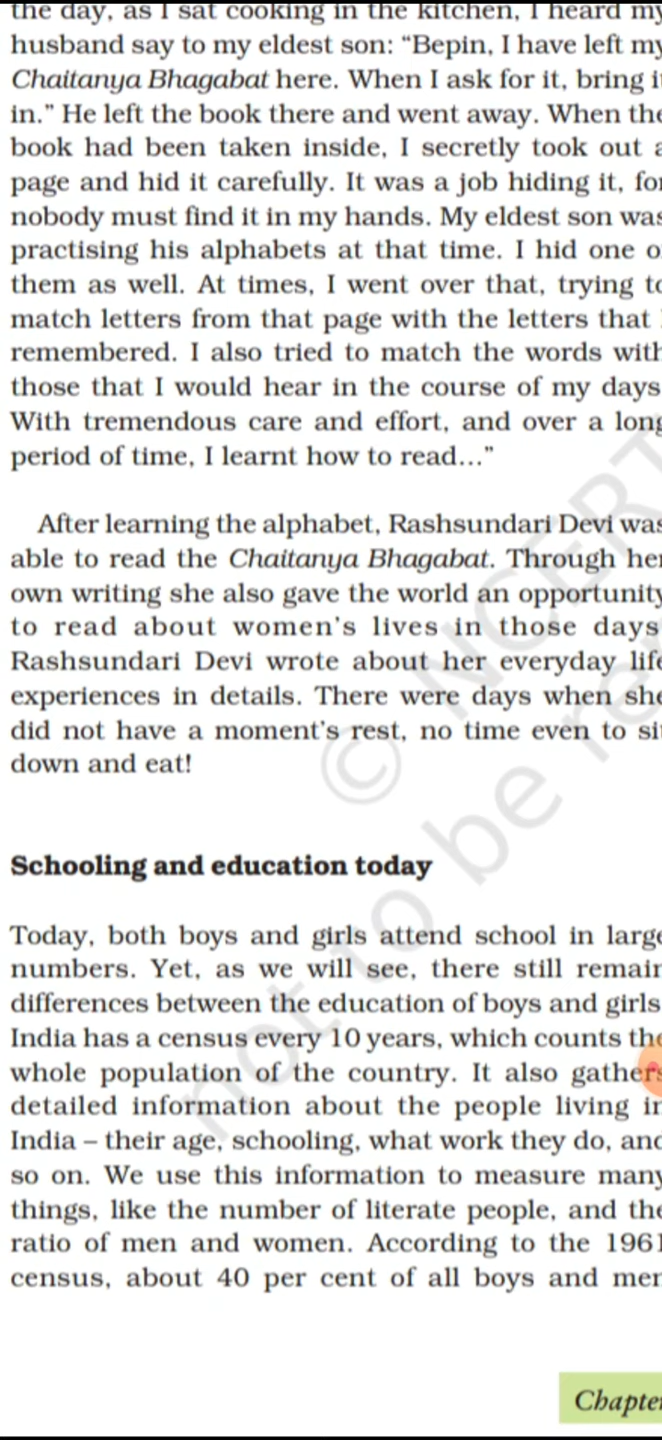 the day, as I sat cooking in the kitchen, I heard my
husband say to my eldest son: “Bepin, I have left my
Chaitanya Bhagabat here. When I ask for it, bring it
in.” He left the book there and went away. When the
book had been taken inside, I secretly took out a
page and hid it carefully. It was a job hiding it, for
nobody must find it in my hands. My eldest son was
practising his alphabets at that time. I hid one of
them as well. At times, I went over that, trying to
match letters from that page with the letters that I
remembered. I also tried to match the words with
those that I would hear in the course of my days.
With tremendous care and effort, and over a long
period of time, I learnt how to read…”
After learning the alphabet, Rashsundari Devi was
able to read the Chaitanya Bhagabat. Through her
own writing she also gave the world an opportunity
to read about women’s lives in those days.
Rashsundari Devi wrote about her everyday life
experiences in details. There were days when she
did not have a moment’s rest, no time even to sit
down and eat!
Schooling and education today
Today, both boys and girls attend school in large
numbers. Yet, as we will see, there still remain
differences between the education of boys and girls.
India has a census every 10 years, which counts the
whole population of the country. It also gathers
detailed information about the people living in
India – their age, schooling, what work they do, and
so on. We use this information to measure many
things, like the number of literate people, and the
ratio of men and women. According to the 1961
census, about 40 per cent of all boys and men
Chapter
© NCERT
not to be re